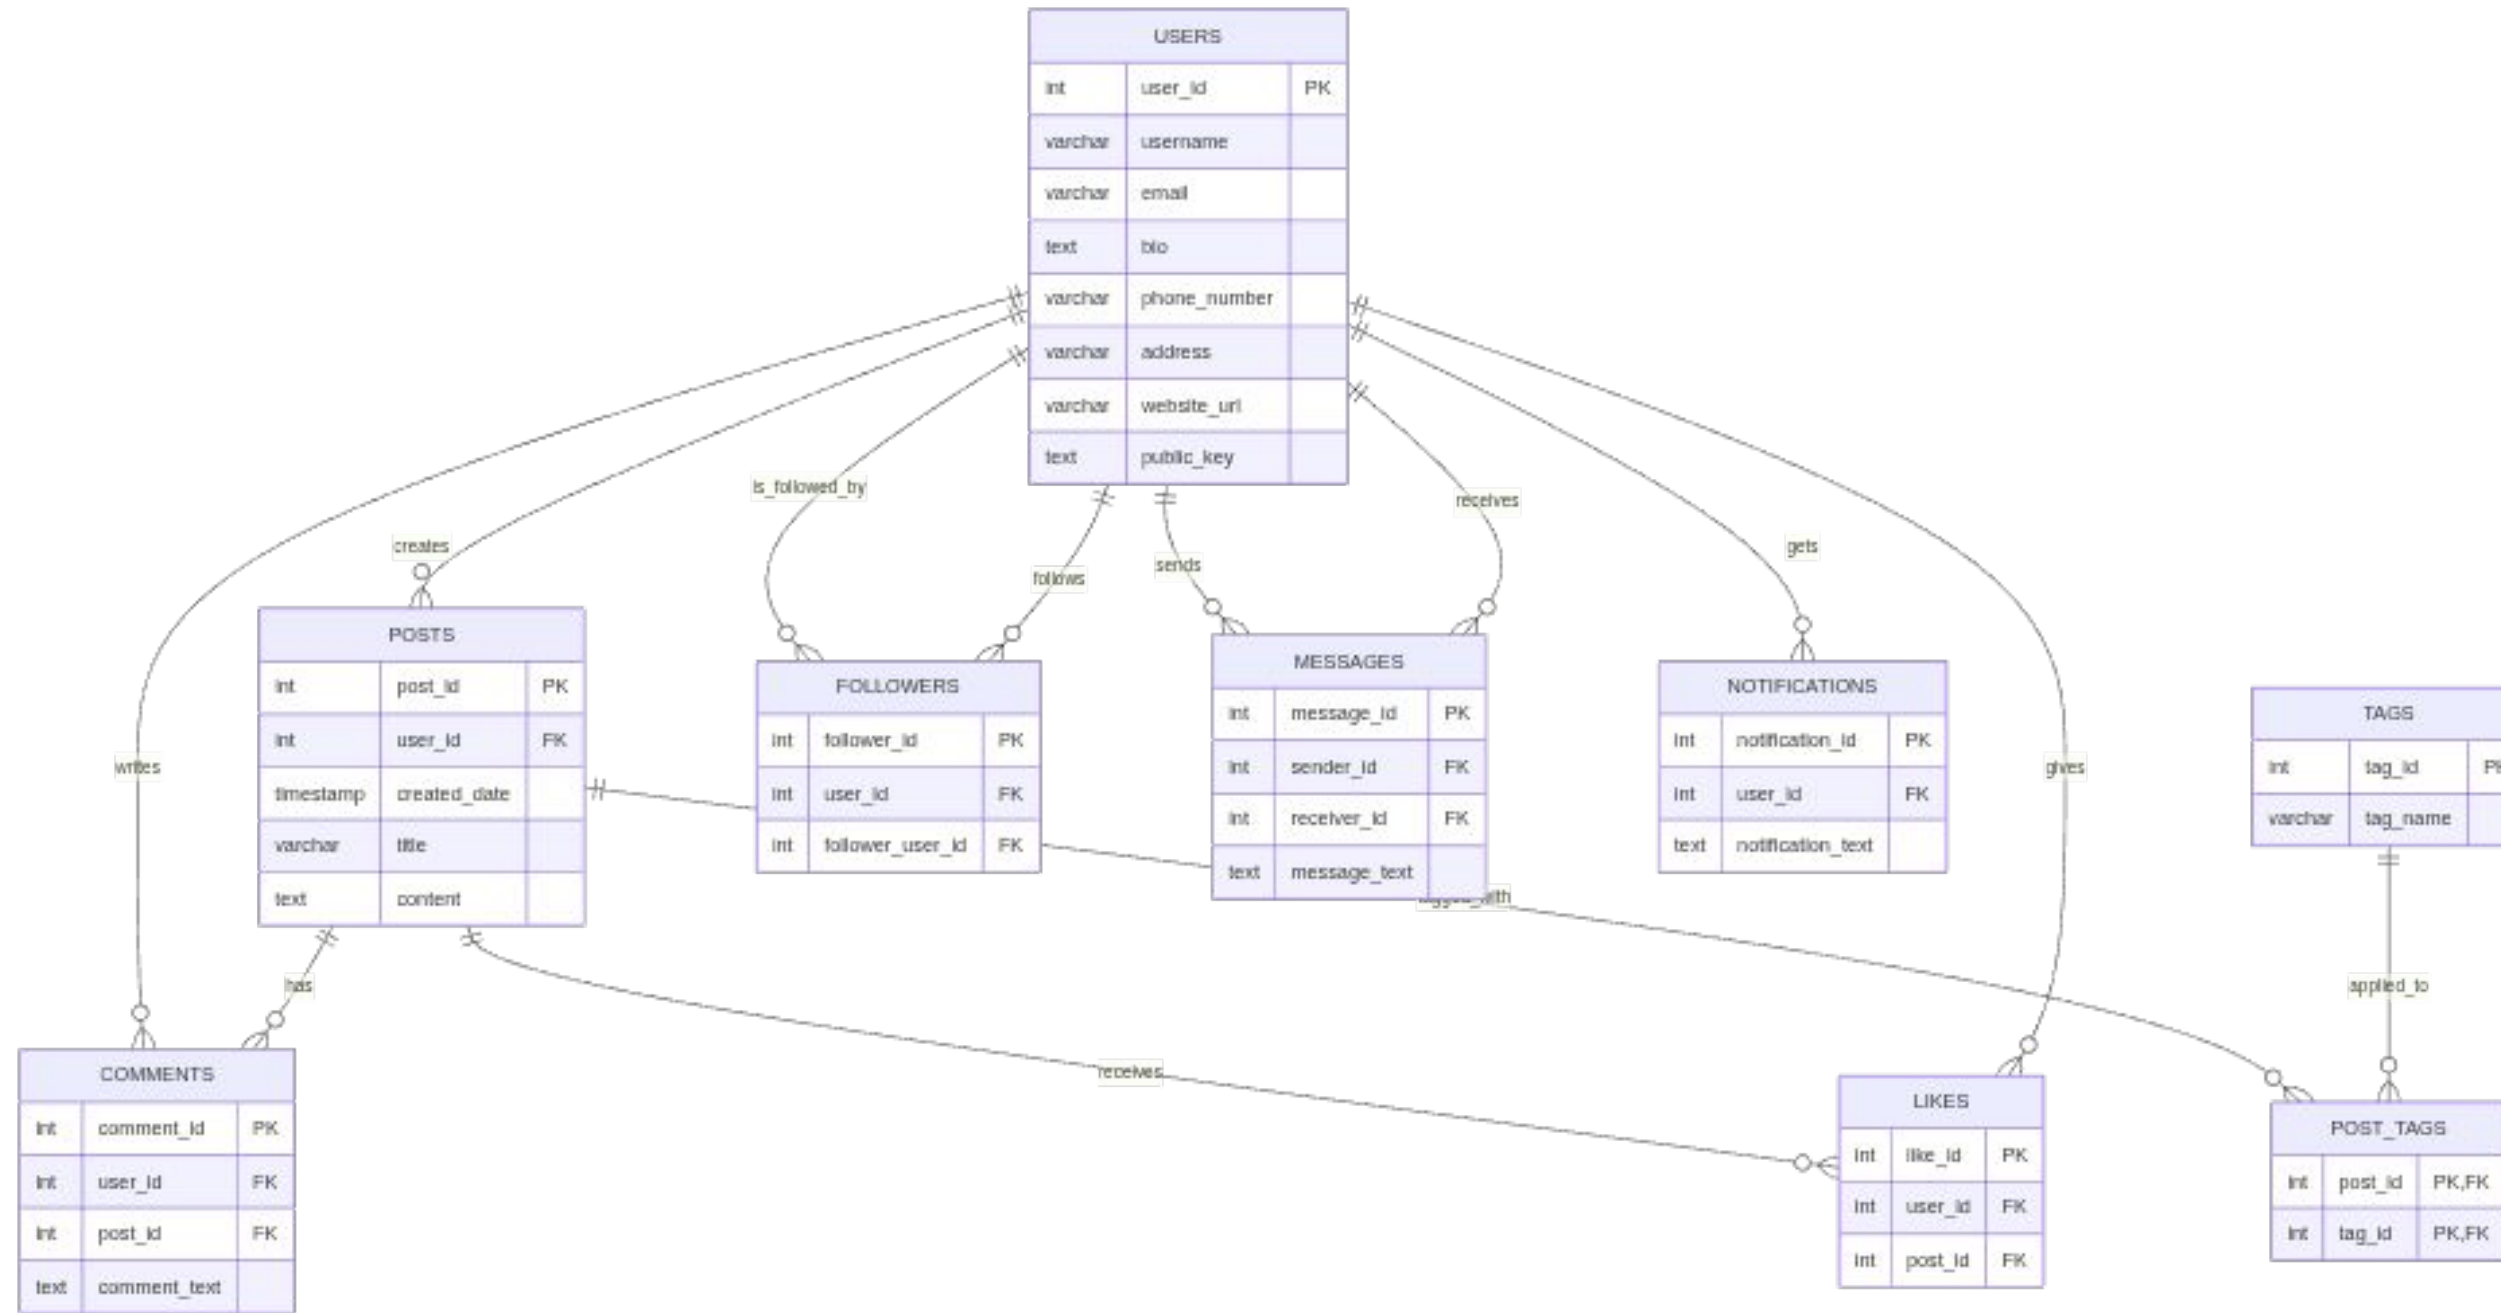 USERS
int user_id PK
varchar username
varchar email
text bio
varchar phone_number
varchar address
varchar website_url
text public_key
is_followed_by
receives
creates
follows
sends
gets
POSTS
int post_id PK
int user_id FK
timestamp created_date
varchar title
text content
FOLLOWERS
int follower_id PK
int user_id FK
int follower_user_id FK
MESSAGES
int message_id PK
int sender_id FK
int receiver_id FK
text message_text
NOTIFICATIONS
int notification_id PK
int user_id FK
text notification_text
TAGS
int tag_id PK
varchar tag_name
writes
gives
tagged_with
has
applied_to
receives
COMMENTS
int comment_id PK
int user_id FK
int post_id FK
text comment_text
LIKES
int like_id PK
int user_id FK
int post_id FK
POST_TAGS
int post_id PK,FK
int tag_id PK,FK